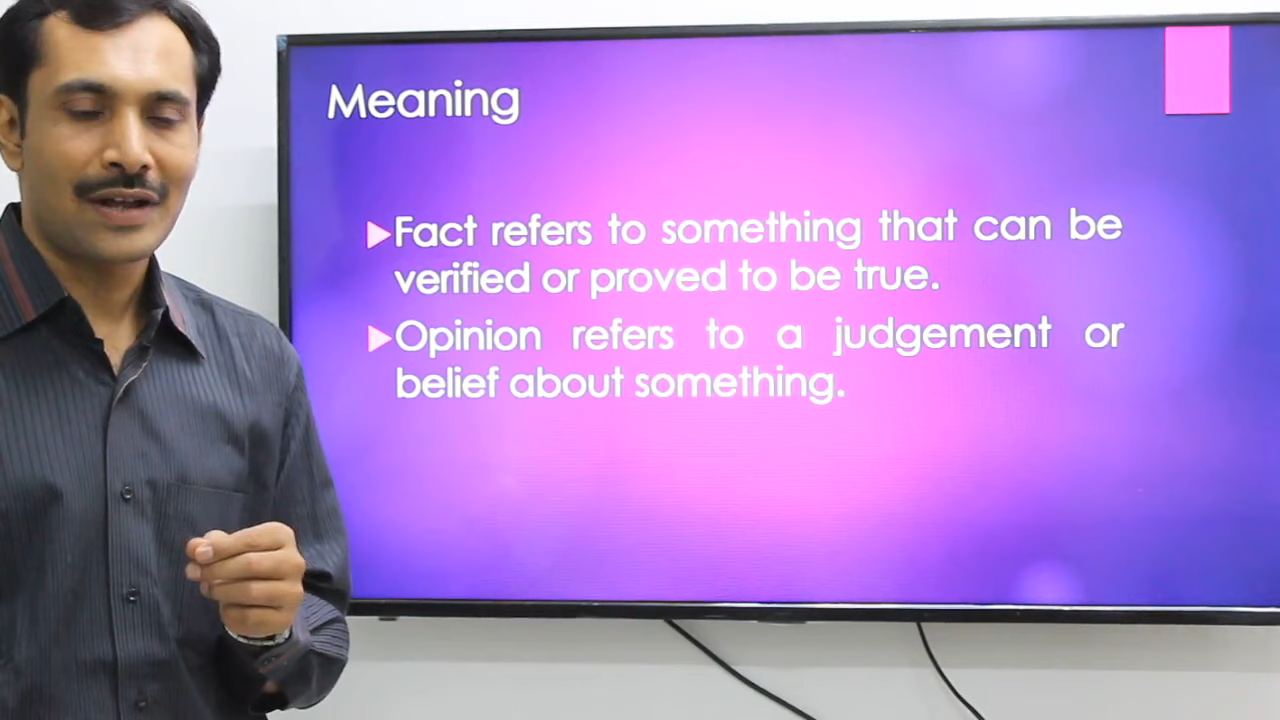 Meaning
Fact refers to something that can be
verified or proved to be true.
Opinion refers to a judgement or
belief about something.